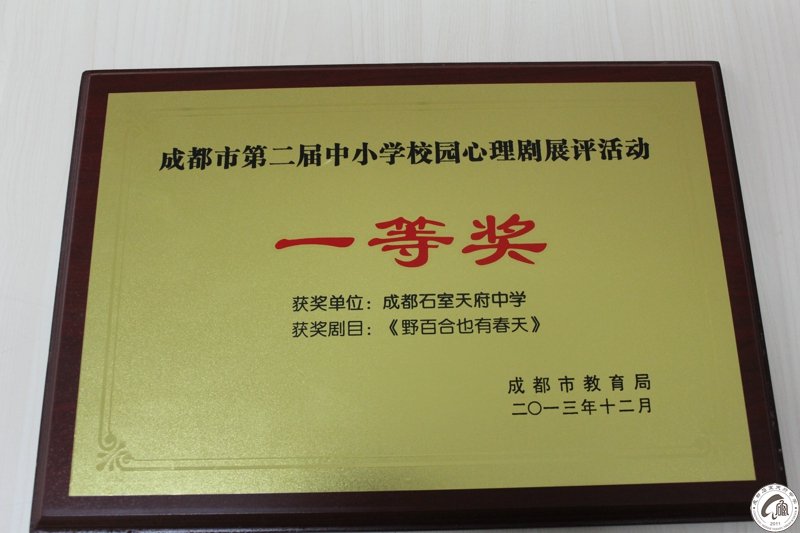 成都市第二届中小学校园心理剧展评活动
一等奖
获奖单位：成都石室天府中学
获奖剧目：《野百合也有春天》
成都市教育局
二〇一三年十二月
2011